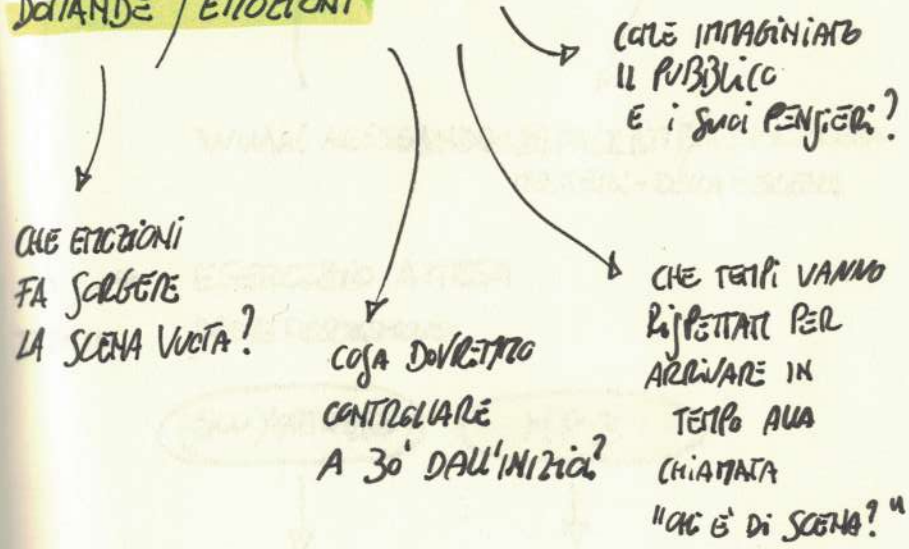 DOMANDE / EMOZIONI
COME IMMAGINIAMO
IL PUBBLICO
E I SUOI PENSIERI?
CHE EMOZIONI
FA SORGERE
LA SCENA VUOTA?
COSA DOVREMMO
CONTROLLARE
A 30' DALL'INIZIO?
CHE TEMPI VANNO
RISPETTATI PER
ARRIVARE IN
TEMPO ALLA
CHIAMATA
"CHI E' DI SCENA?"